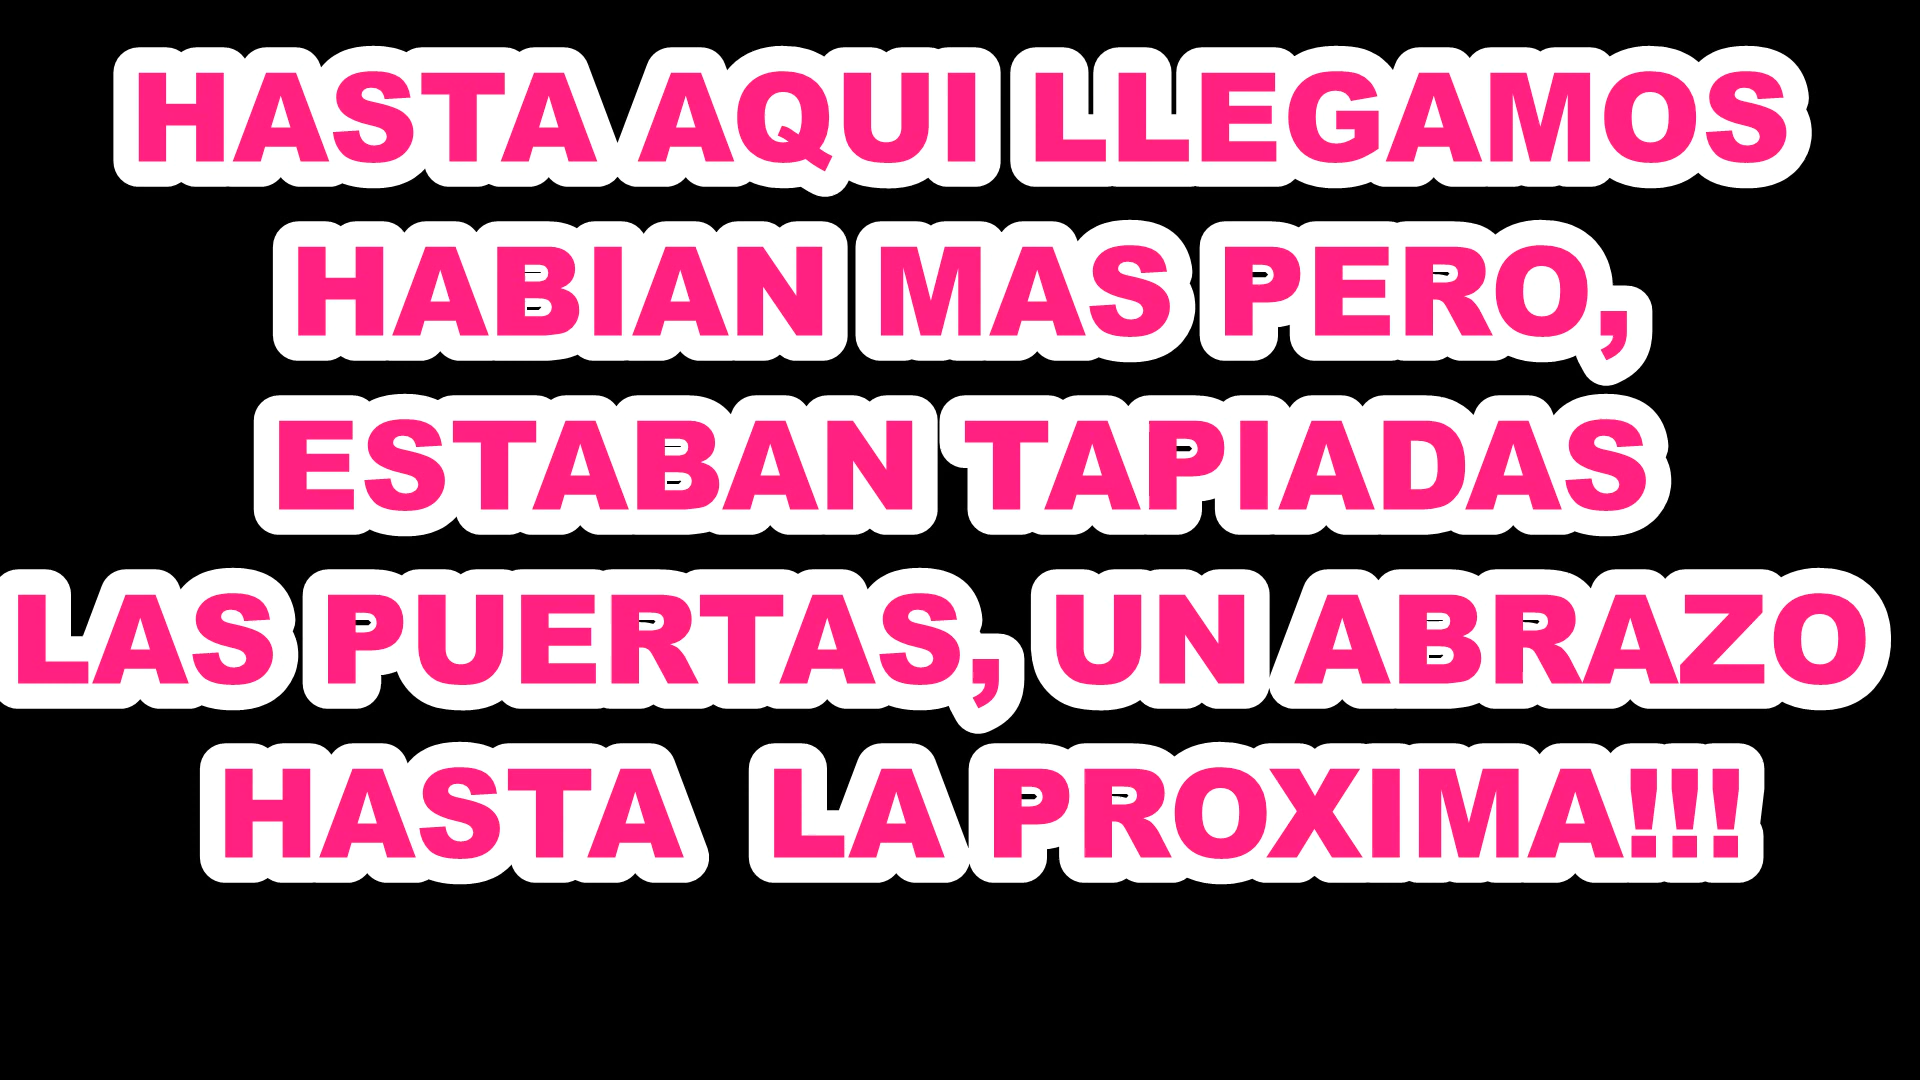 HASTA AQUI LLEGAMOS
HABIAN MAS PERO,
ESTABAN TAPIADAS
LAS PUERTAS, UN ABRAZO
HASTA LA PROXIMA!!!